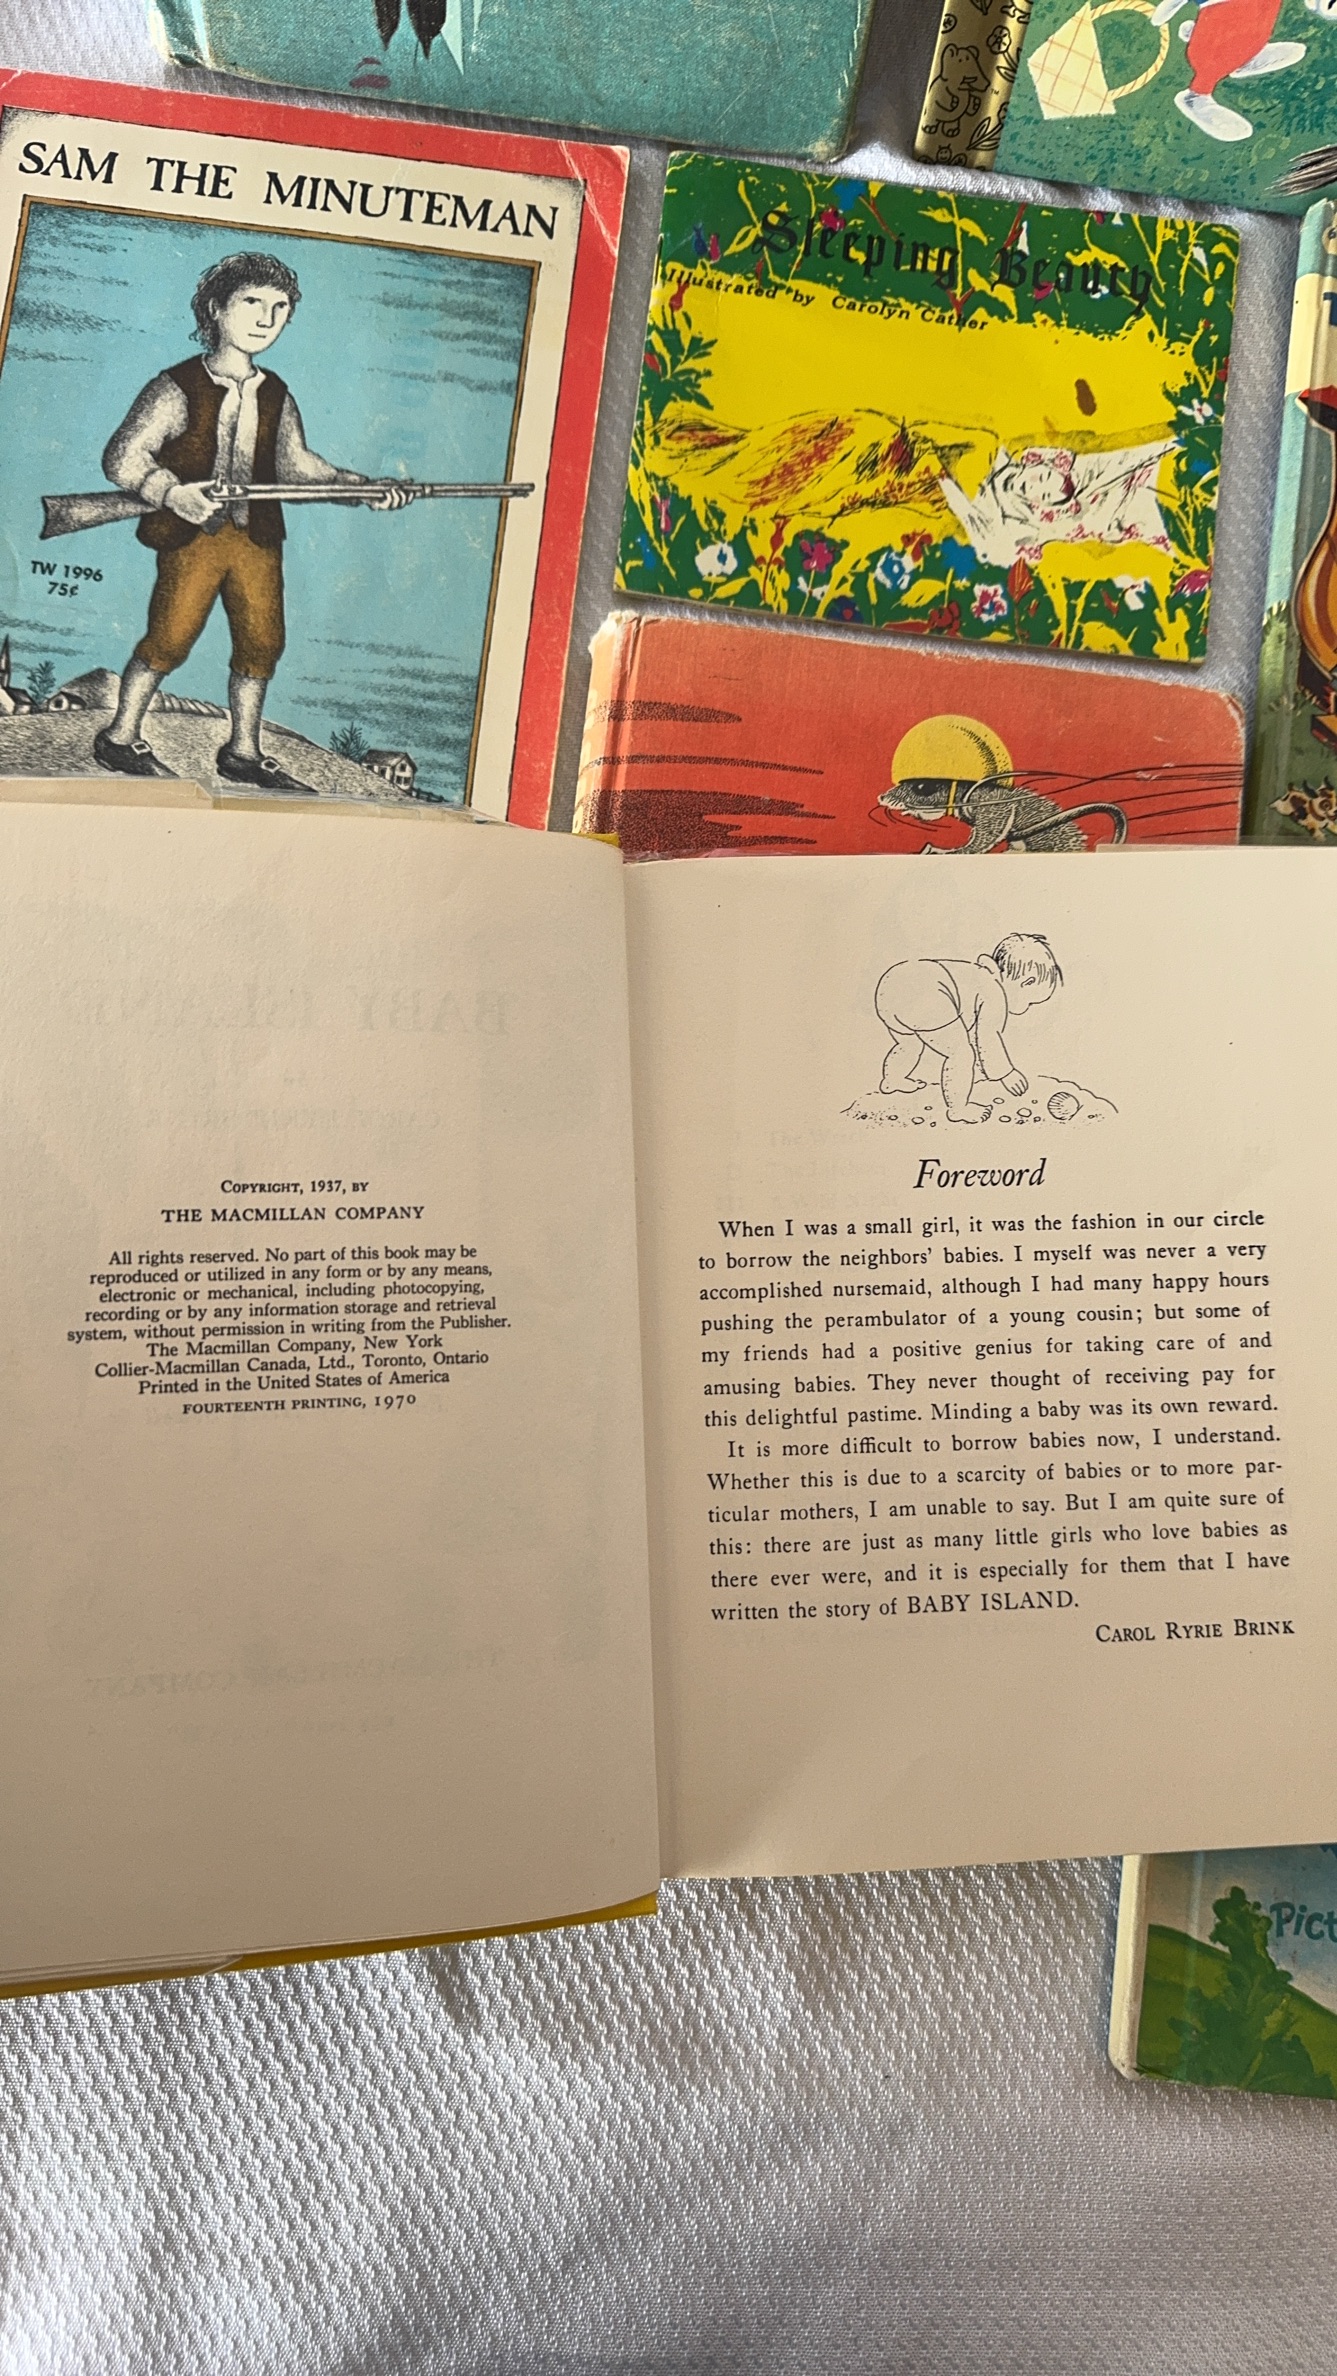 SAM THE MINUTEMAN
TW 1996
75¢
Sleeping Beauty
Illustrated by Carolyn Cather
COPYRIGHT, 1937, BY
THE MACMILLAN COMPANY
All rights reserved. No part of this book may be
reproduced or utilized in any form or by any means,
electronic or mechanical, including photocopying,
recording or by any information storage and retrieval
system, without permission in writing from the Publisher.
The Macmillan Company, New York
Collier-Macmillan Canada, Ltd., Toronto, Ontario
Printed in the United States of America
FOURTEENTH PRINTING, 1970
Foreword
When I was a small girl, it was the fashion in our circle
to borrow the neighbors' babies. I myself was never a very
accomplished nursemaid, although I had many happy hours
pushing the perambulator of a young cousin; but some of
my friends had a positive genius for taking care of and
amusing babies. They never thought of receiving pay for
this delightful pastime. Minding a baby was its own reward.
It is more difficult to borrow babies now, I understand.
Whether this is due to a scarcity of babies or to more par-
ticular mothers, I am unable to say. But I am quite sure of
this: there are just as many little girls who love babies as
there ever were, and it is especially for them that I have
written the story of BABY ISLAND.
CAROL RYRIE BRINK
Pict